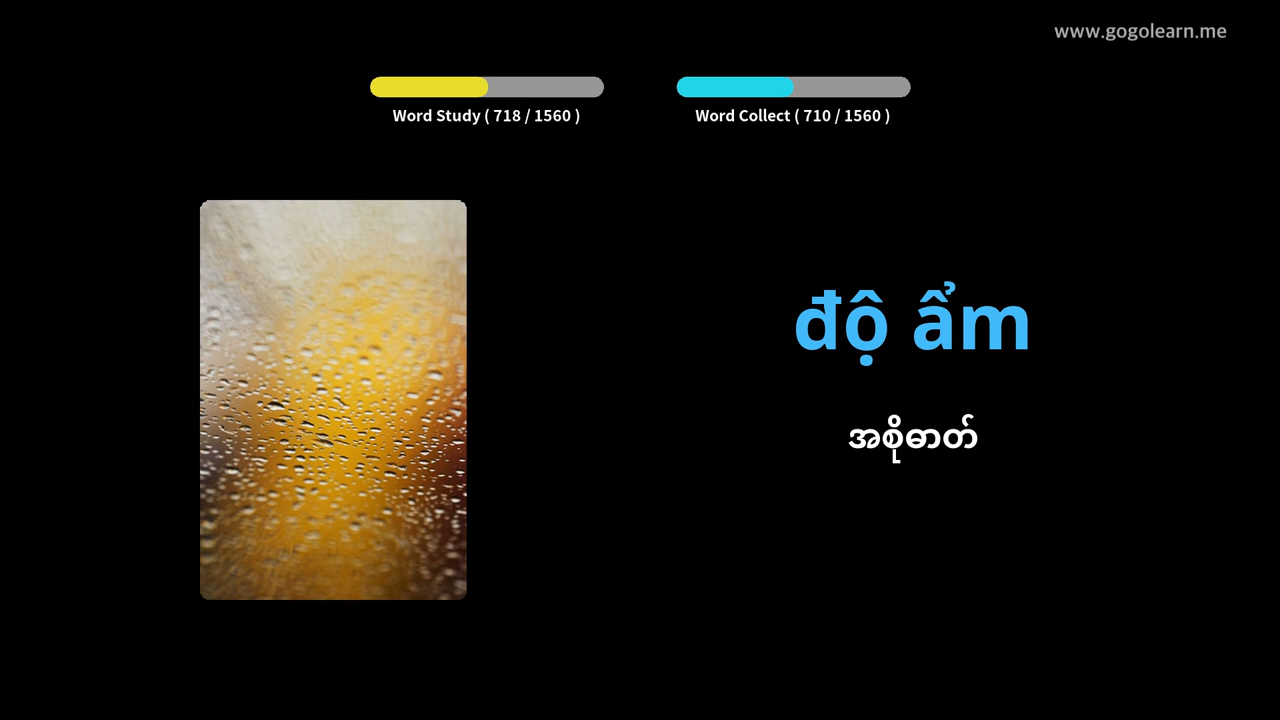 www.gogolearn.me
Word Study ( 718 / 1560 )
Word Collect ( 710 / 1560 )
độ ẩm
အစိုဓာတ်